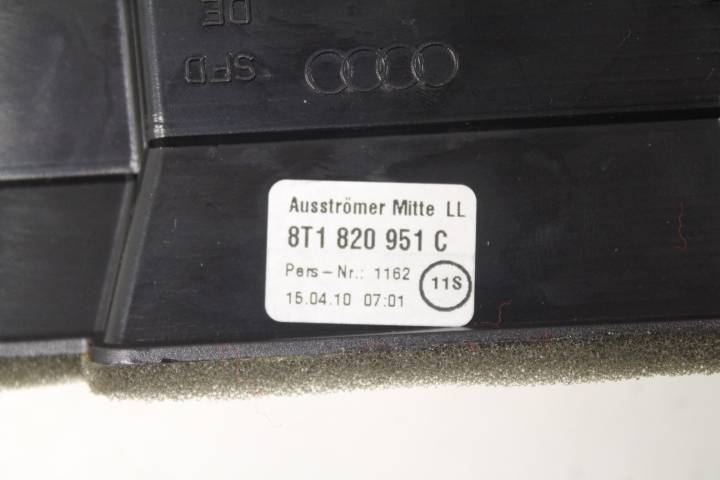 DE
SFD
Ausströmer Mitte LL
8T1 820 951 C
Pers-Nr.: 1162
11S
15.04.10 07:01